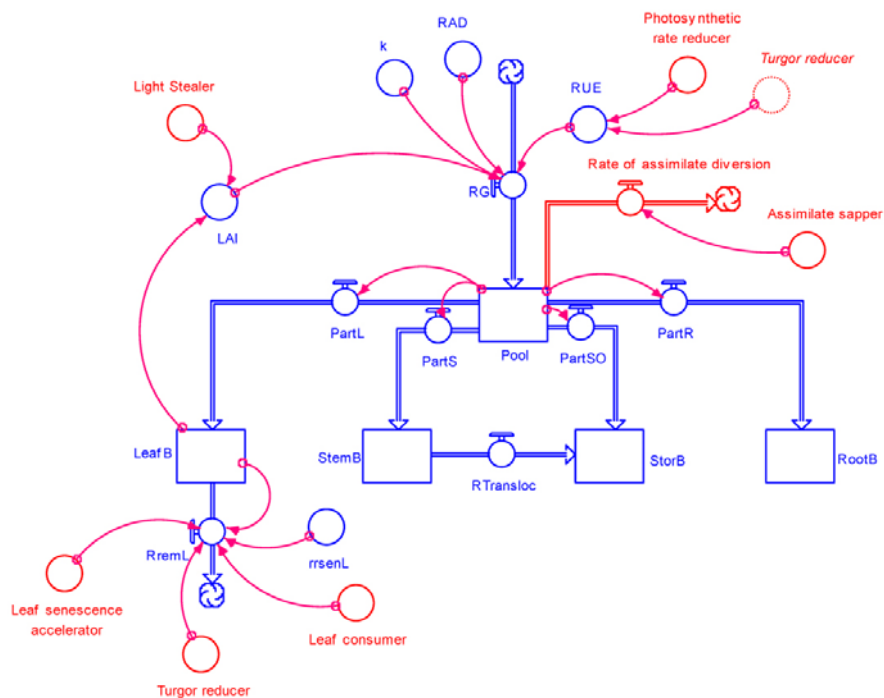 Photosynthetic
rate reducer
RAD
k
Turgor reducer
Light Stealer
RUE
Rate of assimilate diversion
RG
Assimilate sapper
LAI
PartL
PartS
Pool
PartSO
PartR
LeafB
StemB
StorB
RootB
RTransloc
RremL
rrsenL
Leaf senescence
accelerator
Leaf consumer
Turgor reducer